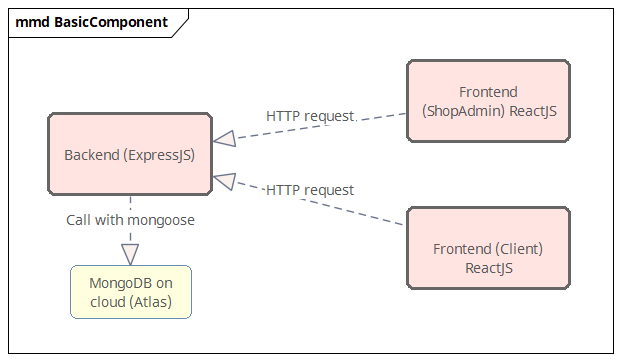 mmd BasicComponent
Frontend
(ShopAdmin) ReactJS
HTTP request
Backend (ExpressJS)
HTTP request
Call with mongoose
Frontend (Client)
ReactJS
MongoDB on
cloud (Atlas)